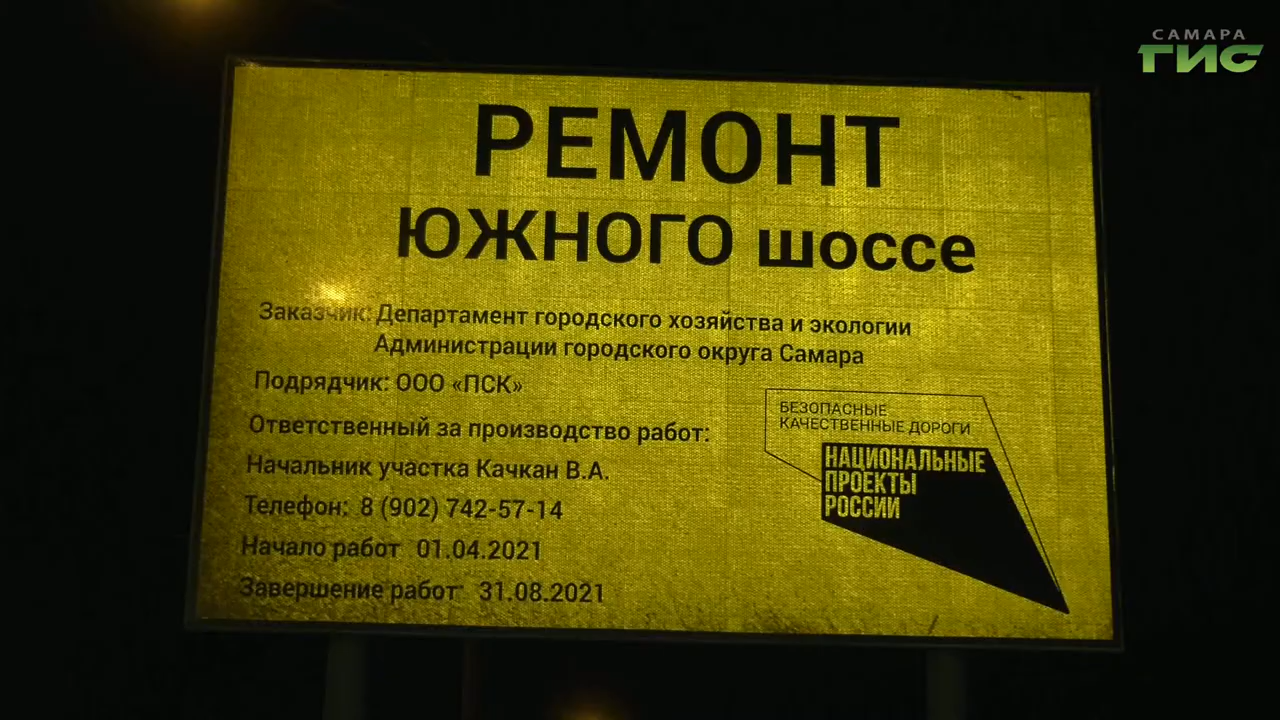 САМАРА
ГИС
РЕМОНТ
ЮЖНОГО шоссе
Заказчик: Департамент городского хозяйства и экологии
Администрации городского округа Самара
Подрядчик: ООО «ПСК»
Ответственный за производство работ:
Начальник участка Качкан В.А.
Телефон: 8 (902) 742-57-14
Начало работ 01.04.2021
Завершение работ 31.08.2021
БЕЗОПАСНЫЕ
КАЧЕСТВЕННЫЕ ДОРОГИ
НАЦИОНАЛЬНЫЕ
ПРОЕКТЫ
РОССИИ